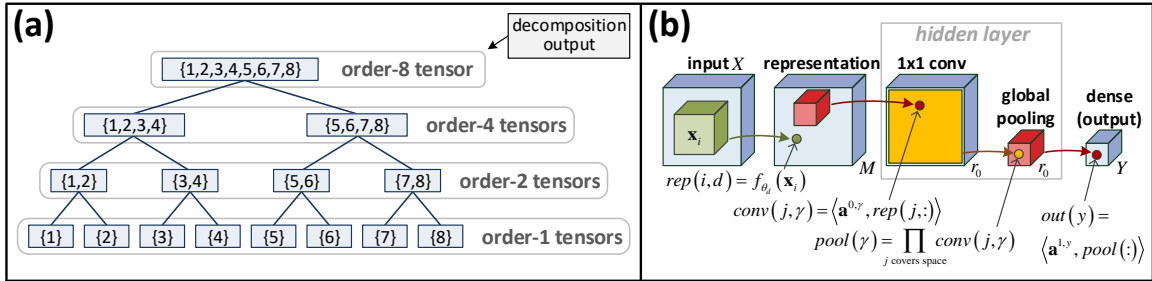 (a)
decomposition
output
{1,2,3,4,5,6,7,8}
order-8 tensor
{1,2,3,4}
{5,6,7,8}
order-4 tensors
{1,2}
{3,4}
{5,6}
{7,8}
order-2 tensors
{1}
{2}
{3}
{4}
{5}
{6}
{7}
{8}
order-1 tensors
(b)
hidden layer
input X
representation
1x1 conv
global
pooling
dense
(output)
x_i
M
r_0
r_0
Y
rep(i,d) = f_{θ_d}(x_i)
conv(j,γ) = ⟨a^{0,γ}, rep(j,:)⟩
pool(γ) = ∏_{j covers space} conv(j,γ)
out(y) =
⟨a^{1,y}, pool(:)⟩